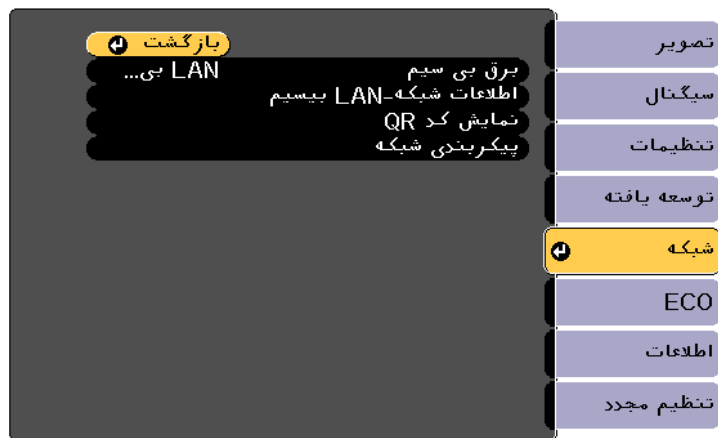 بازگشت
برق بی سیم LAN بی...
اطلاعات شبکه-LAN بیسیم
نمایش کد QR
پیکربندی شبکه
تصویر
سیگنال
تنظیمات
توسعه یافته
شبکه
ECO
اطلاعات
تنظیم مجدد